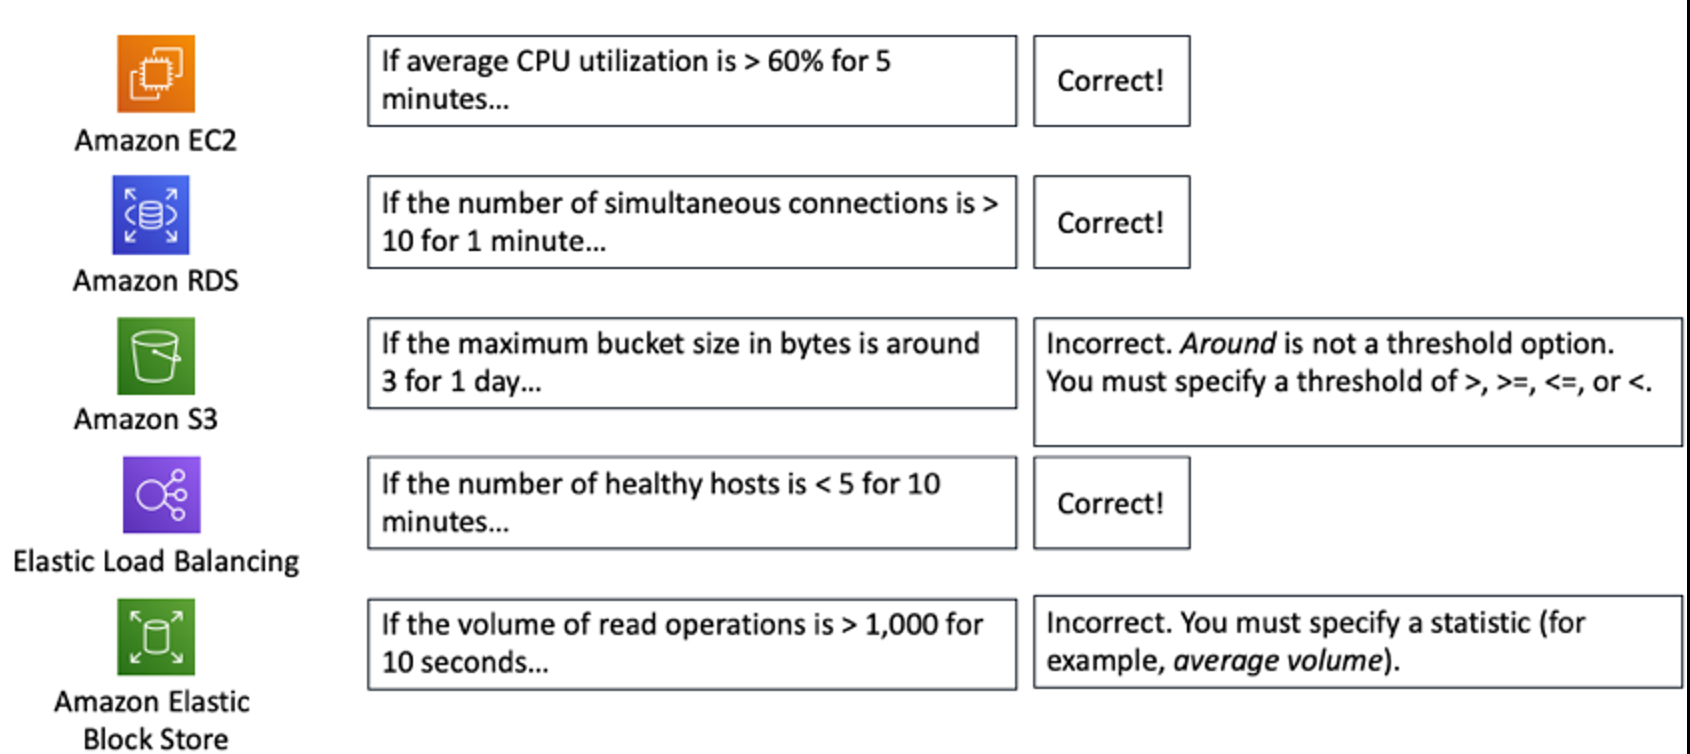 Amazon EC2
If average CPU utilization is > 60% for 5
minutes...
Correct!
Amazon RDS
If the number of simultaneous connections is >
10 for 1 minute...
Correct!
Amazon S3
If the maximum bucket size in bytes is around
3 for 1 day...
Incorrect. Around is not a threshold option.
You must specify a threshold of >, >=, <=, or <.
Elastic Load Balancing
If the number of healthy hosts is < 5 for 10
minutes...
Correct!
Amazon Elastic
Block Store
If the volume of read operations is > 1,000 for
10 seconds...
Incorrect. You must specify a statistic (for
example, average volume).